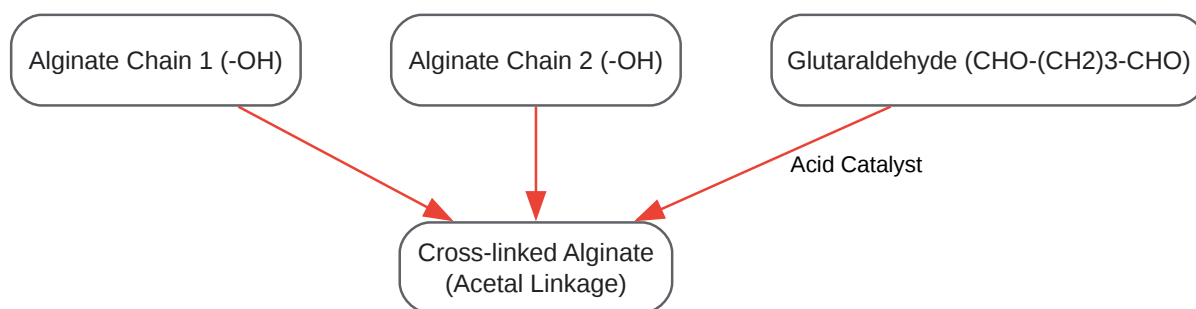 Alginate Chain 1 (-OH)
Alginate Chain 2 (-OH)
Glutaraldehyde (CHO-(CH2)3-CHO)
Acid Catalyst
Cross-linked Alginate
(Acetal Linkage)